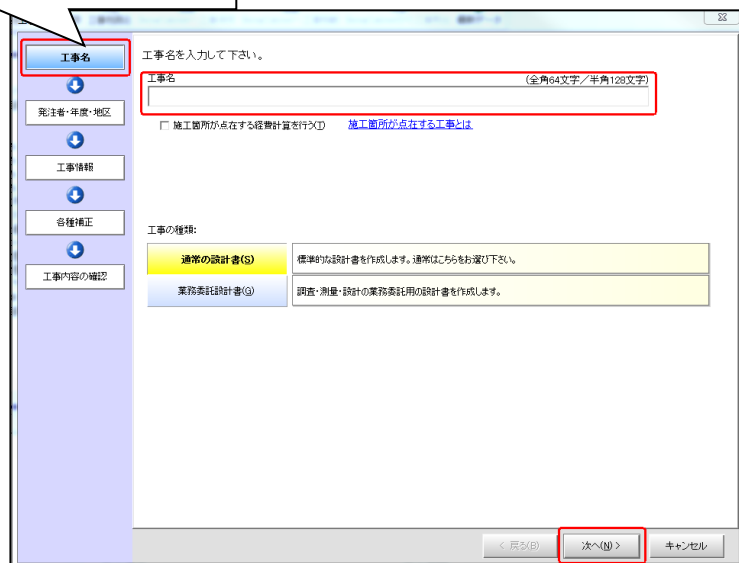 工事名
発注者・年度・地区
工事情報
各種補正
工事内容の確認
工事名を入力して下さい。
工事名
(全角64文字／半角128文字)
施工箇所が点在する経費計算を行う(T)
施工箇所が点在する工事とは
工事の種類:
通常の設計書(S)
標準的な設計書を作成します。通常はこちらをお選び下さい。
業務委託設計書(G)
調査・測量・設計の業務委託用の設計書を作成します。
< 戻る(B)
次へ(N) >
キャンセル